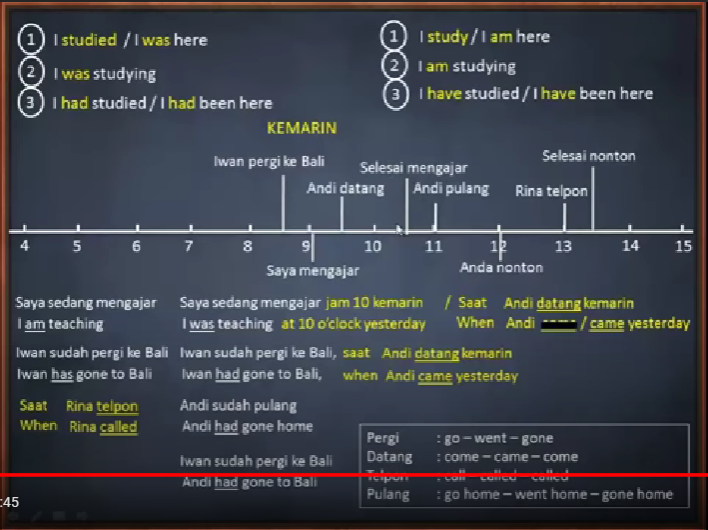 1 I studied / I was here
2 I was studying
3 I had studied / I had been here
1 I study / I am here
2 I am studying
3 I have studied / I have been here
KEMARIN
Iwan pergi ke Bali
Selesai mengajar
Selesai nonton
Andi datang
Andi pulang
Rina telpon
4 5 6 7 8 9 10 11 12 13 14 15
Saya mengajar
Anda nonton
Saya sedang mengajar Saya sedang mengajar jam 10 kemarin / Saat Andi datang kemarin
I am teaching I was teaching at 10 o'clock yesterday When Andi / came yesterday
Iwan sudah pergi ke Bali Iwan sudah pergi ke Bali, saat Andi datang kemarin
Iwan has gone to Bali Iwan had gone to Bali, when Andi came yesterday
Saat Rina telpon Andi sudah pulang
When Rina called Andi had gone home
Iwan sudah pergi ke Bali
Andi had gone to Bali
Pergi : go – went – gone
Datang : come – came – come
Telpon : call – called – called
Pulang : go home – went home – gone home
:45